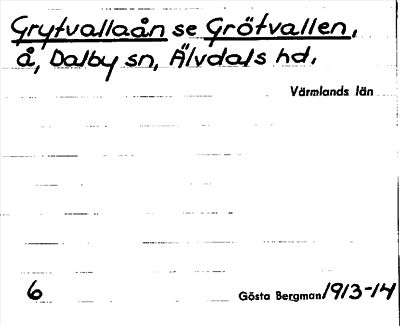 Grytvallaån se Grötvallen,
å, Dalby sn, Älvdals hd.
Värmlands län
6 Gösta Bergman 1913-14